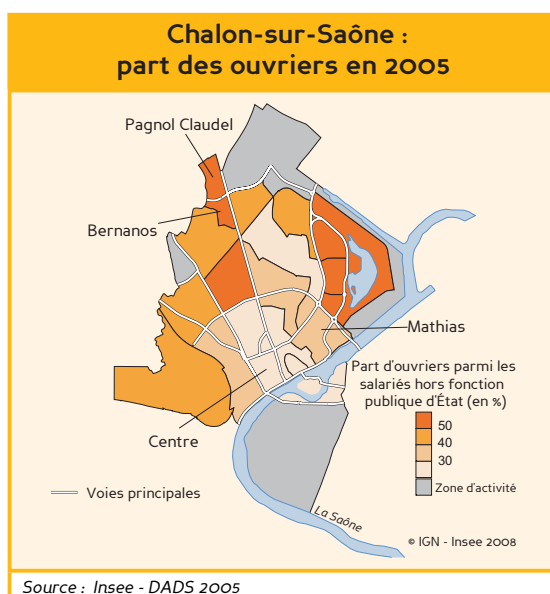 Chalon-sur-Saône :
part des ouvriers en 2005
Pagnol Claudel
Bernanos
Mathias
Part d'ouvriers parmi les
salariés hors fonction
publique d'État (en %)
50
40
30
Zone d'activité
Centre
Voies principales
La Saône
© IGN - Insee 2008
Source : Insee - DADS 2005